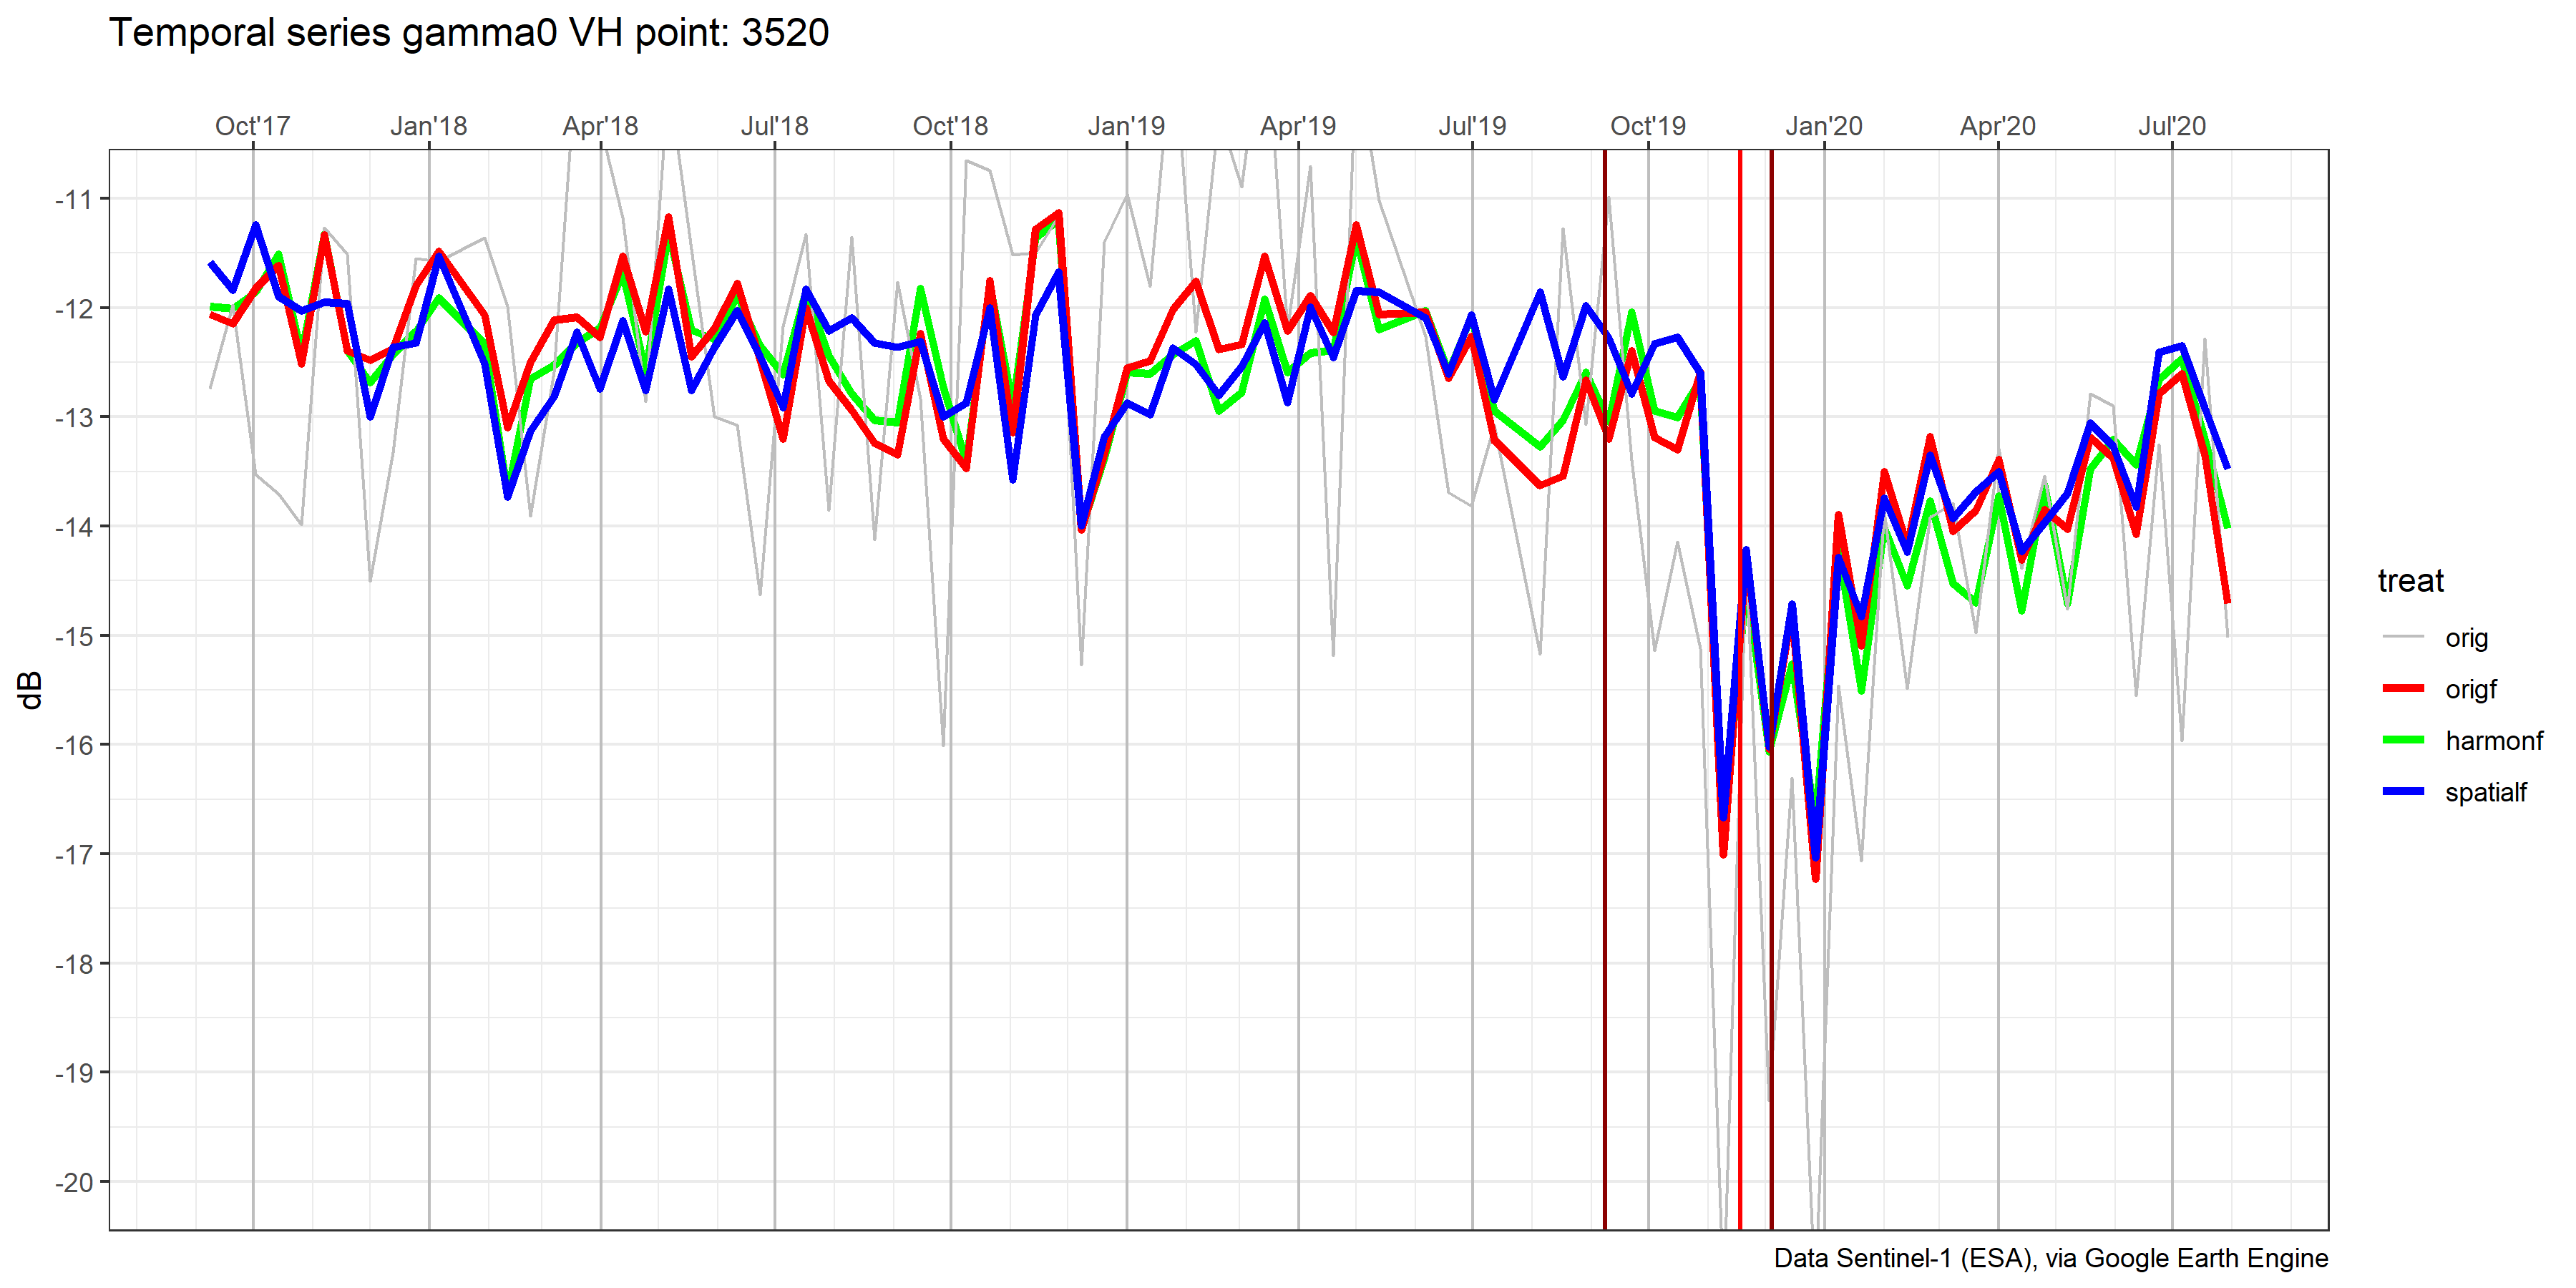 Temporal series gamma0 VH point: 3520
Oct'17 Jan'18 Apr'18 Jul'18 Oct'18 Jan'19 Apr'19 Jul'19 Oct'19 Jan'20 Apr'20 Jul'20
-11
-12
-13
-14
-15
-16
-17
-18
-19
-20
dB
treat
orig
origf
harmonf
spatialf
Data Sentinel-1 (ESA), via Google Earth Engine